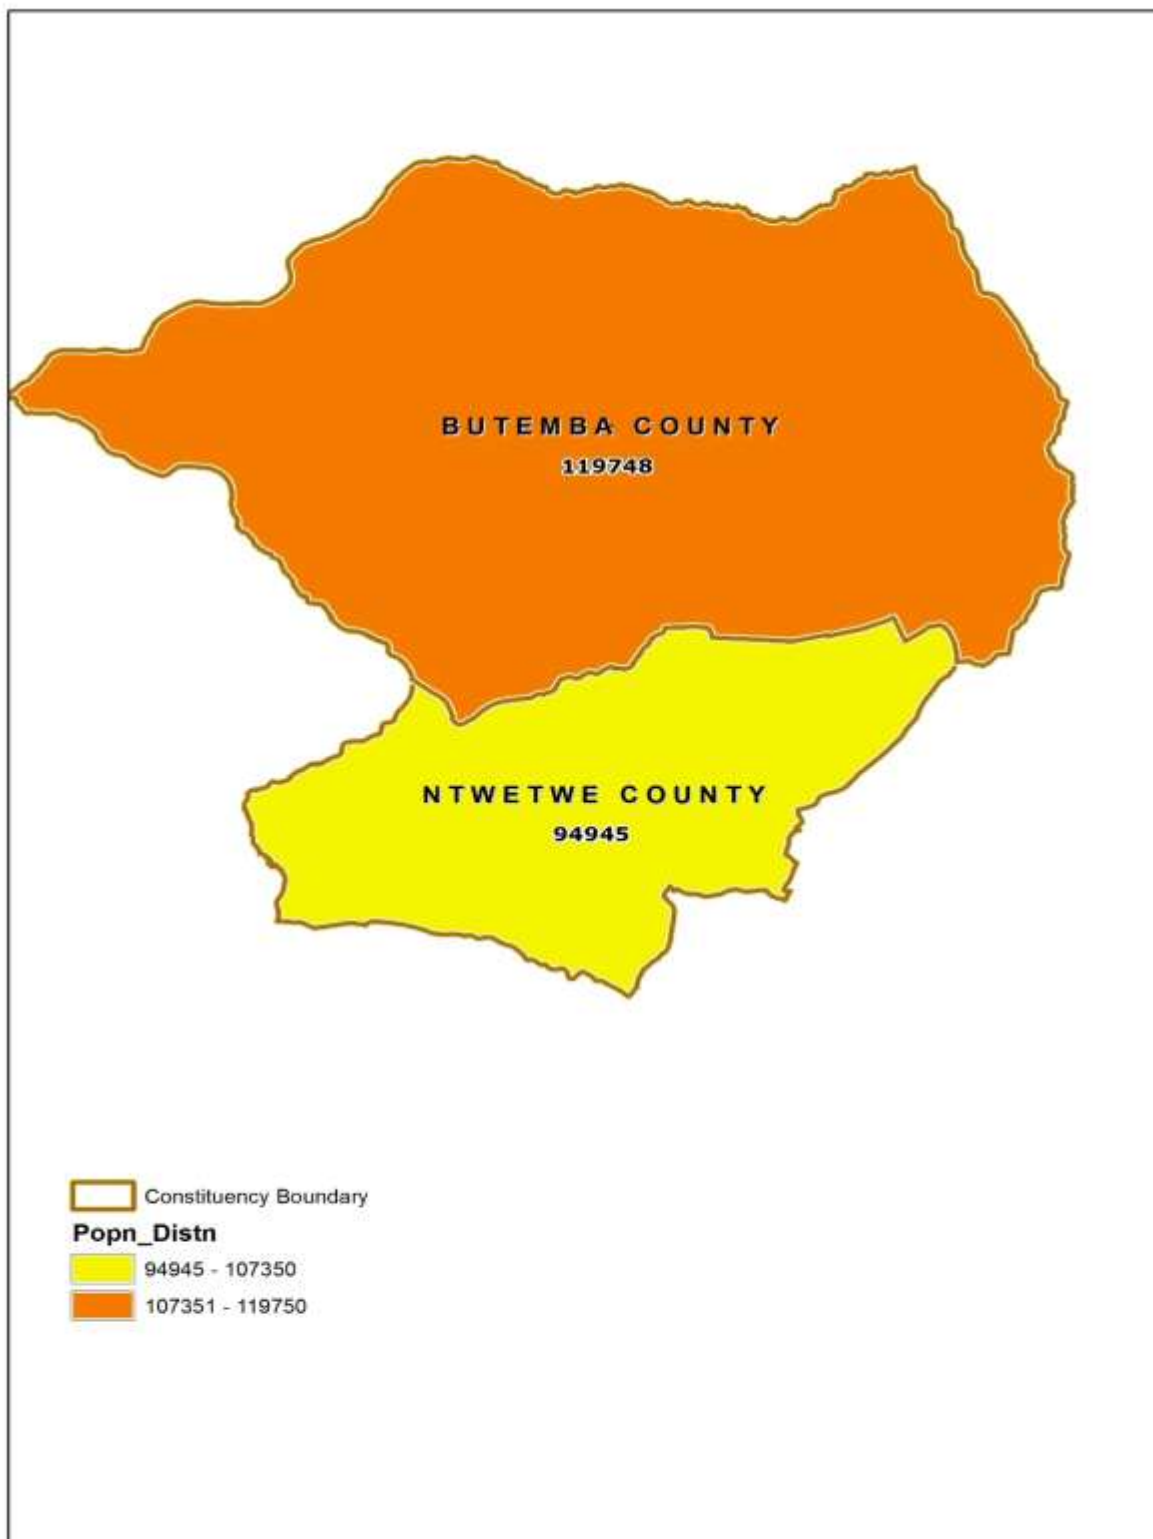 BUTEMBA COUNTY
119748
NTWETWE COUNTY
94945
Constituency Boundary
Popn_Distn
94945 - 107350
107351 - 119750